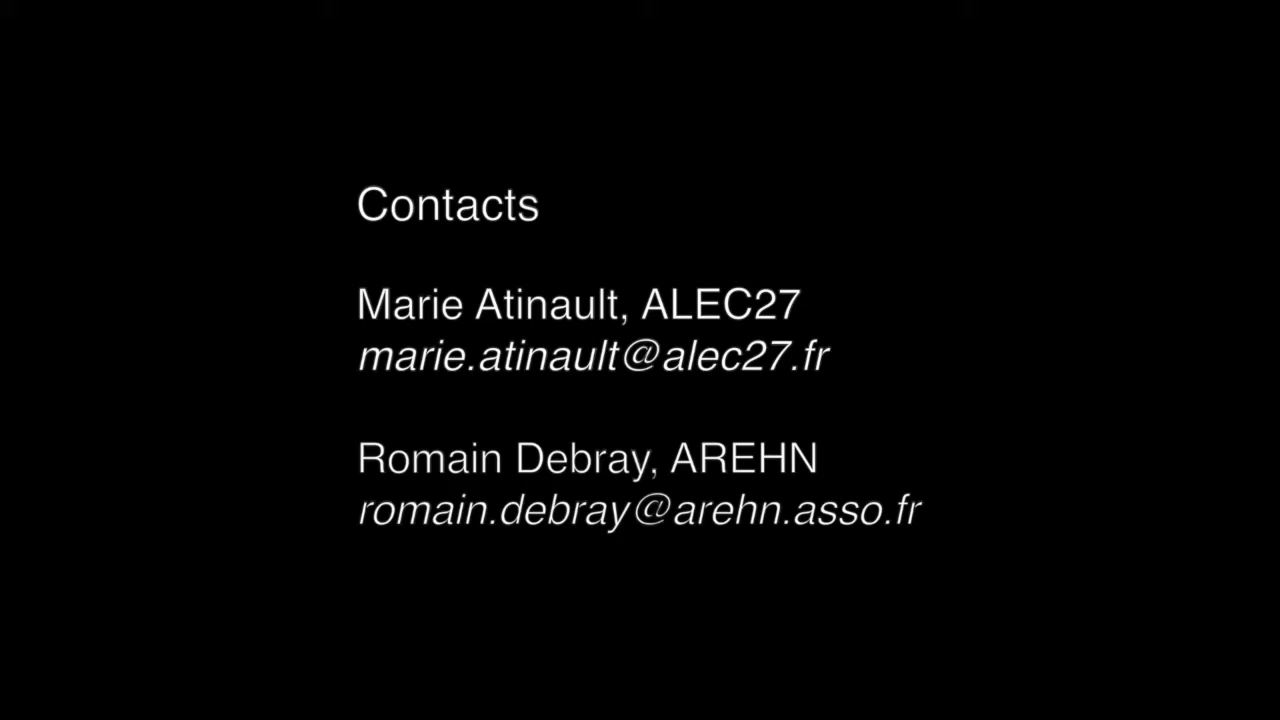 Contacts
Marie Atinault, ALEC27
marie.atinault@alec27.fr
Romain Debray, AREHN
romain.debray@arehn.asso.fr